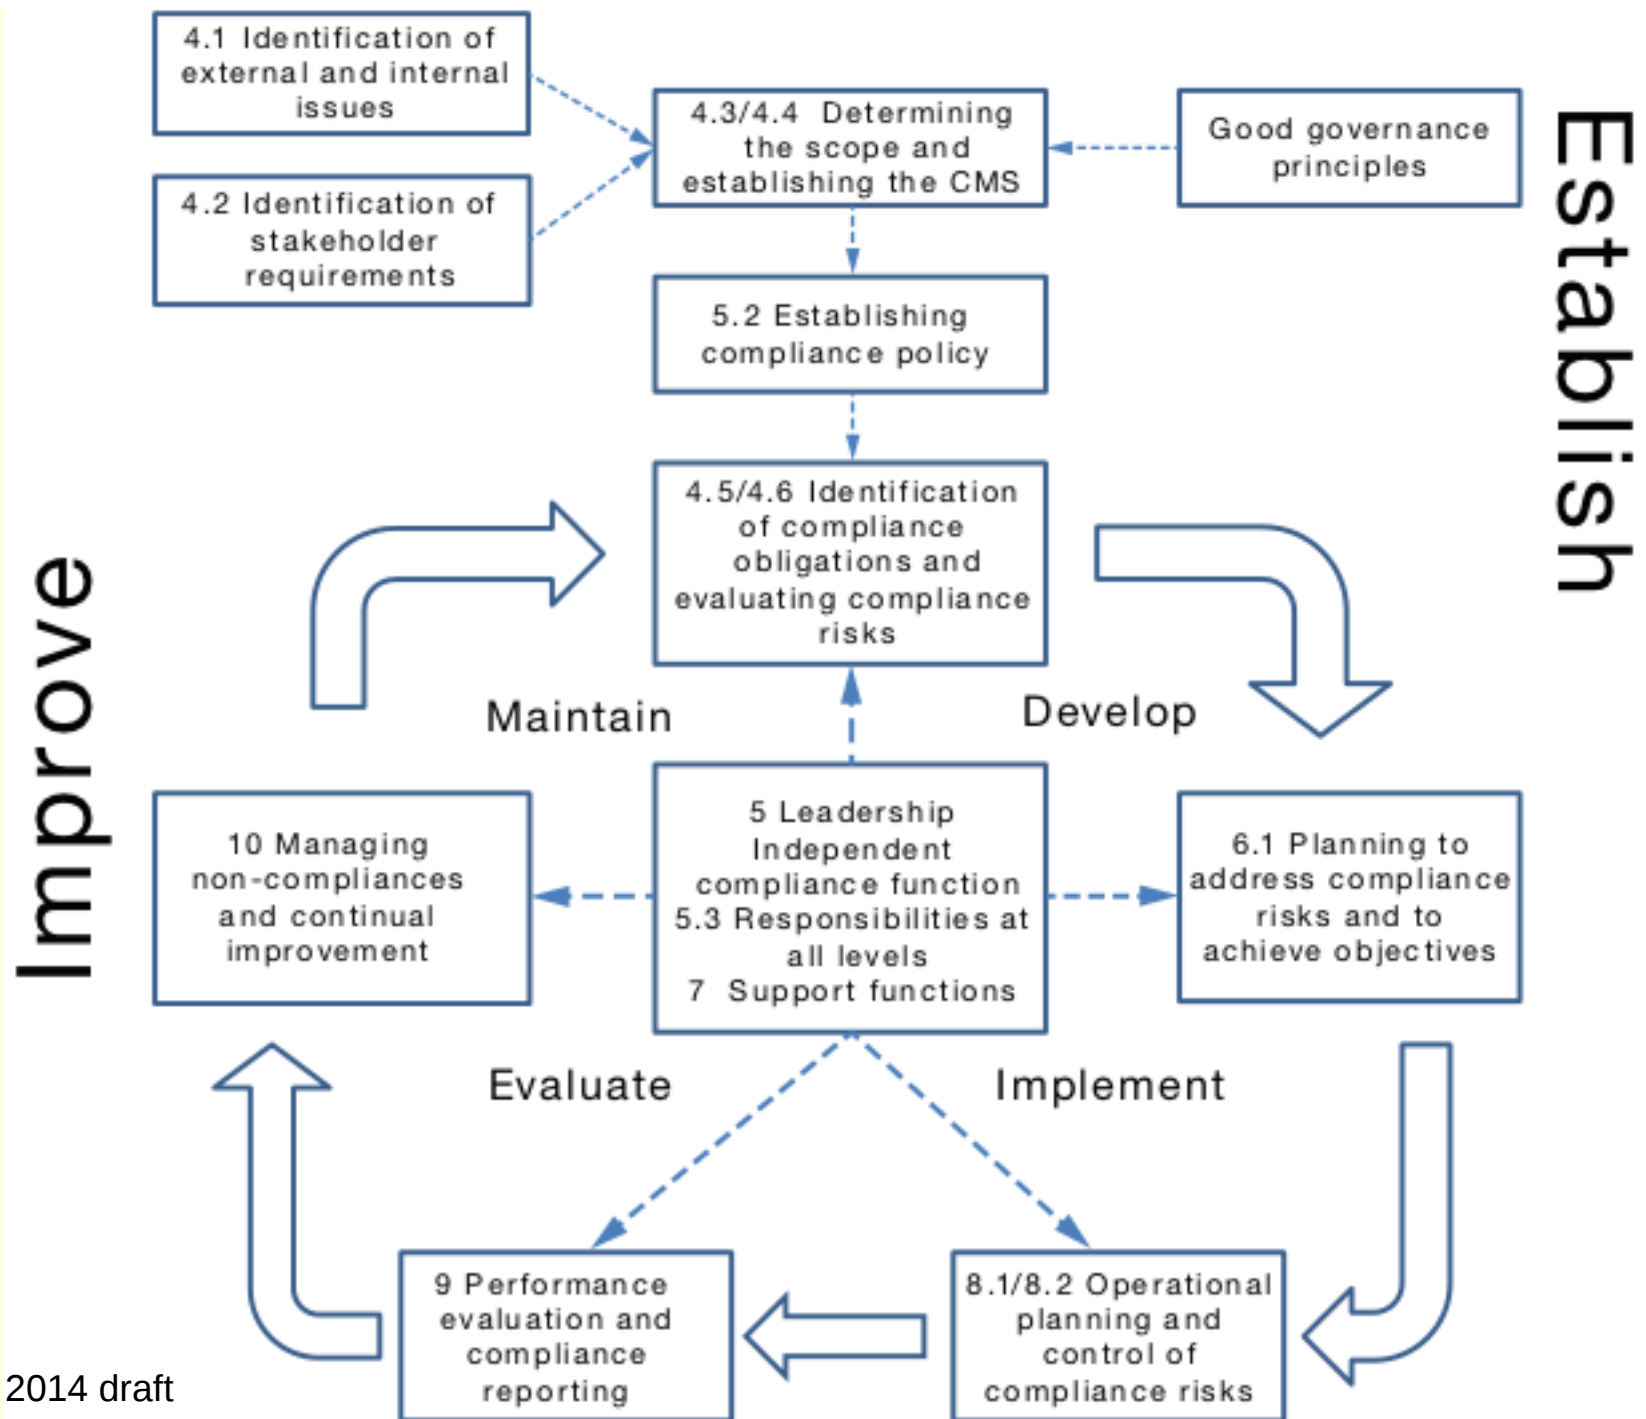 4.1 Identification of
external and internal
issues
4.2 Identification of
stakeholder
requirements
4.3/4.4 Determining
the scope and
establishing the CMS
Good governance
principles
Establish
5.2 Establishing
compliance policy
4.5/4.6 Identification
of compliance
obligations and
evaluating compliance
risks
Improve
Maintain
Develop
10 Managing
non-compliances
and continual
improvement
5 Leadership
Independent
compliance function
5.3 Responsibilities at
all levels
7 Support functions
6.1 Planning to
address compliance
risks and to
achieve objectives
Evaluate
Implement
9 Performance
evaluation and
compliance
reporting
8.1/8.2 Operational
planning and
control of
compliance risks
2014 draft